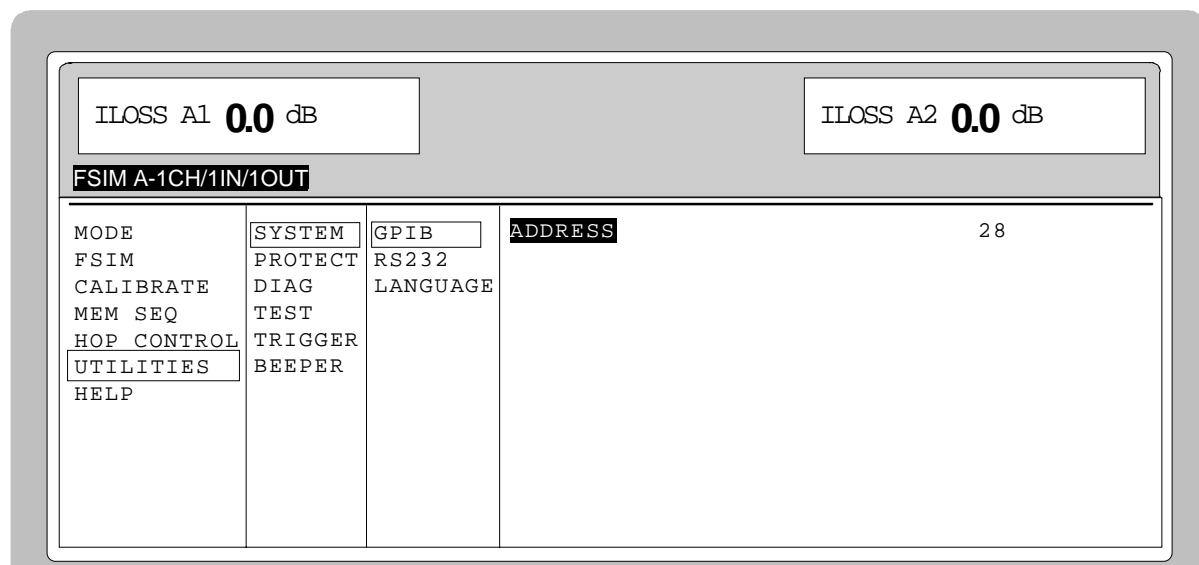 ILOSS A1 0.0 dB
ILOSS A2 0.0 dB
FSIM A-1CH/1IN/1OUT
MODE
FSIM
CALIBRATE
MEM SEQ
HOP CONTROL
UTILITIES
HELP
SYSTEM
PROTECT
DIAG
TEST
TRIGGER
BEEPER
GPIB
RS232
LANGUAGE
ADDRESS 28